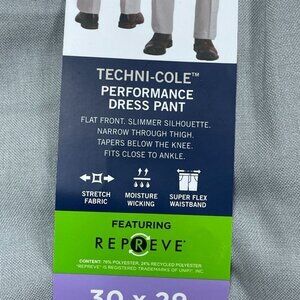 TECHNI-COLE™
PERFORMANCE
DRESS PANT
FLAT FRONT. SLIMMER SILHOUETTE.
NARROW THROUGH THIGH.
TAPERS BELOW THE KNEE.
FITS CLOSE TO ANKLE.
STRETCH FABRIC
MOISTURE WICKING
SUPER FLEX WAISTBAND
FEATURING
REPREVE
CONTENT: 76% POLYESTER, 24% RECYCLED POLYESTER
"REPREVE" IS REGISTERED TRADEMARKS OF UNIFI, INC
30 x 29